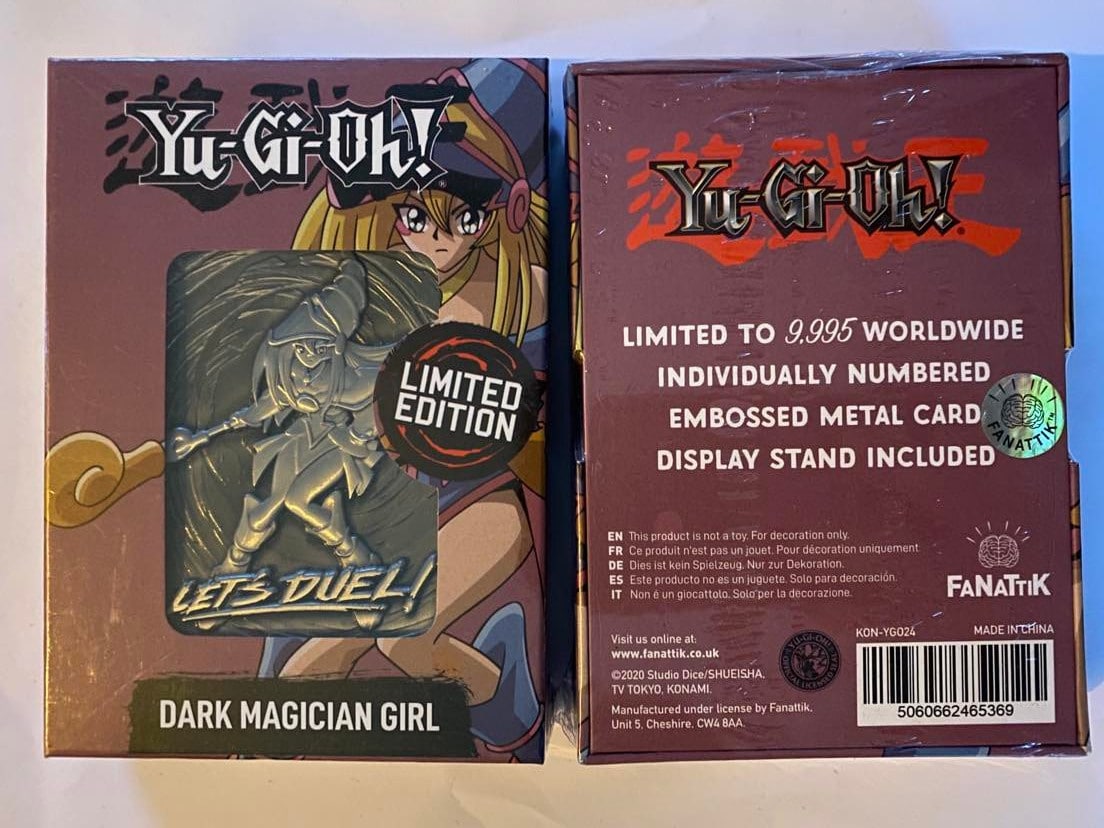 Yu-Gi-Oh!
LIMITED
EDITION
LET'S DUEL!
DARK MAGICIAN GIRL
Yu-Gi-Oh!
LIMITED TO 9,995 WORLDWIDE
INDIVIDUALLY NUMBERED
EMBOSSED METAL CARD
DISPLAY STAND INCLUDED
FANATTIK™
EN This product is not a toy. For decoration only.
FR Ce produit n'est pas un jouet. Pour décoration uniquement
DE Dies ist kein Spielzeug. Nur zur Dekoration.
ES Este producto no es un juguete. Solo para decoración.
IT Non é un giocattolo. Solo per la decorazione.
FANATTIK
Visit us online at:
www.fanattik.co.uk
©2020 Studio Dice/SHUEISHA,
TV TOKYO, KONAMI.
Manufactured under license by Fanattik.
Unit 5, Cheshire. CW4 8AA.
KON-YGO24 MADE IN CHINA
5060662465369